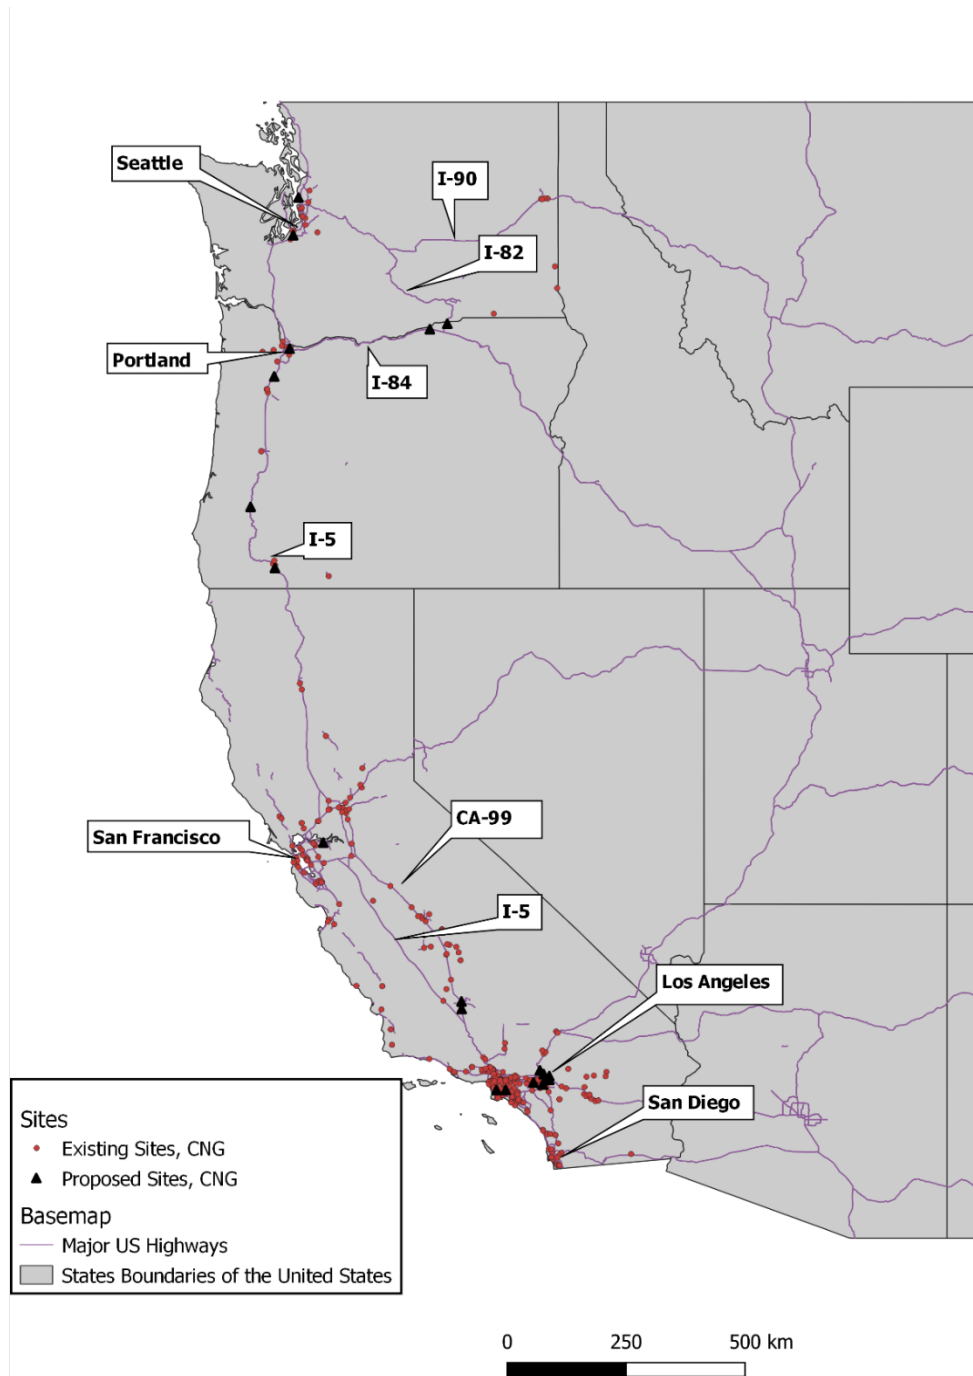 Seattle
I-90
I-82
Portland
I-84
I-5
CA-99
San Francisco
I-5
Los Angeles
San Diego
Sites
Existing Sites, CNG
Proposed Sites, CNG
Basemap
Major US Highways
States Boundaries of the United States
0 250 500 km